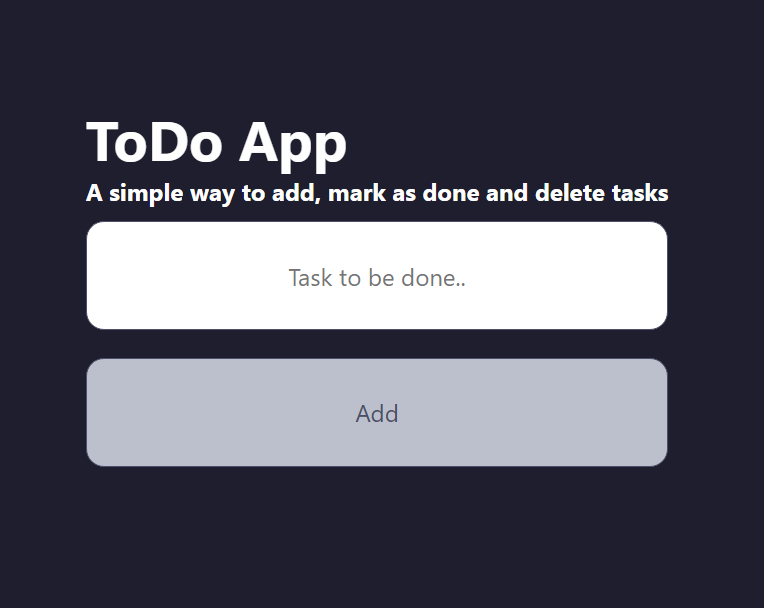 ToDo App
A simple way to add, mark as done and delete tasks
Task to be done..
Add